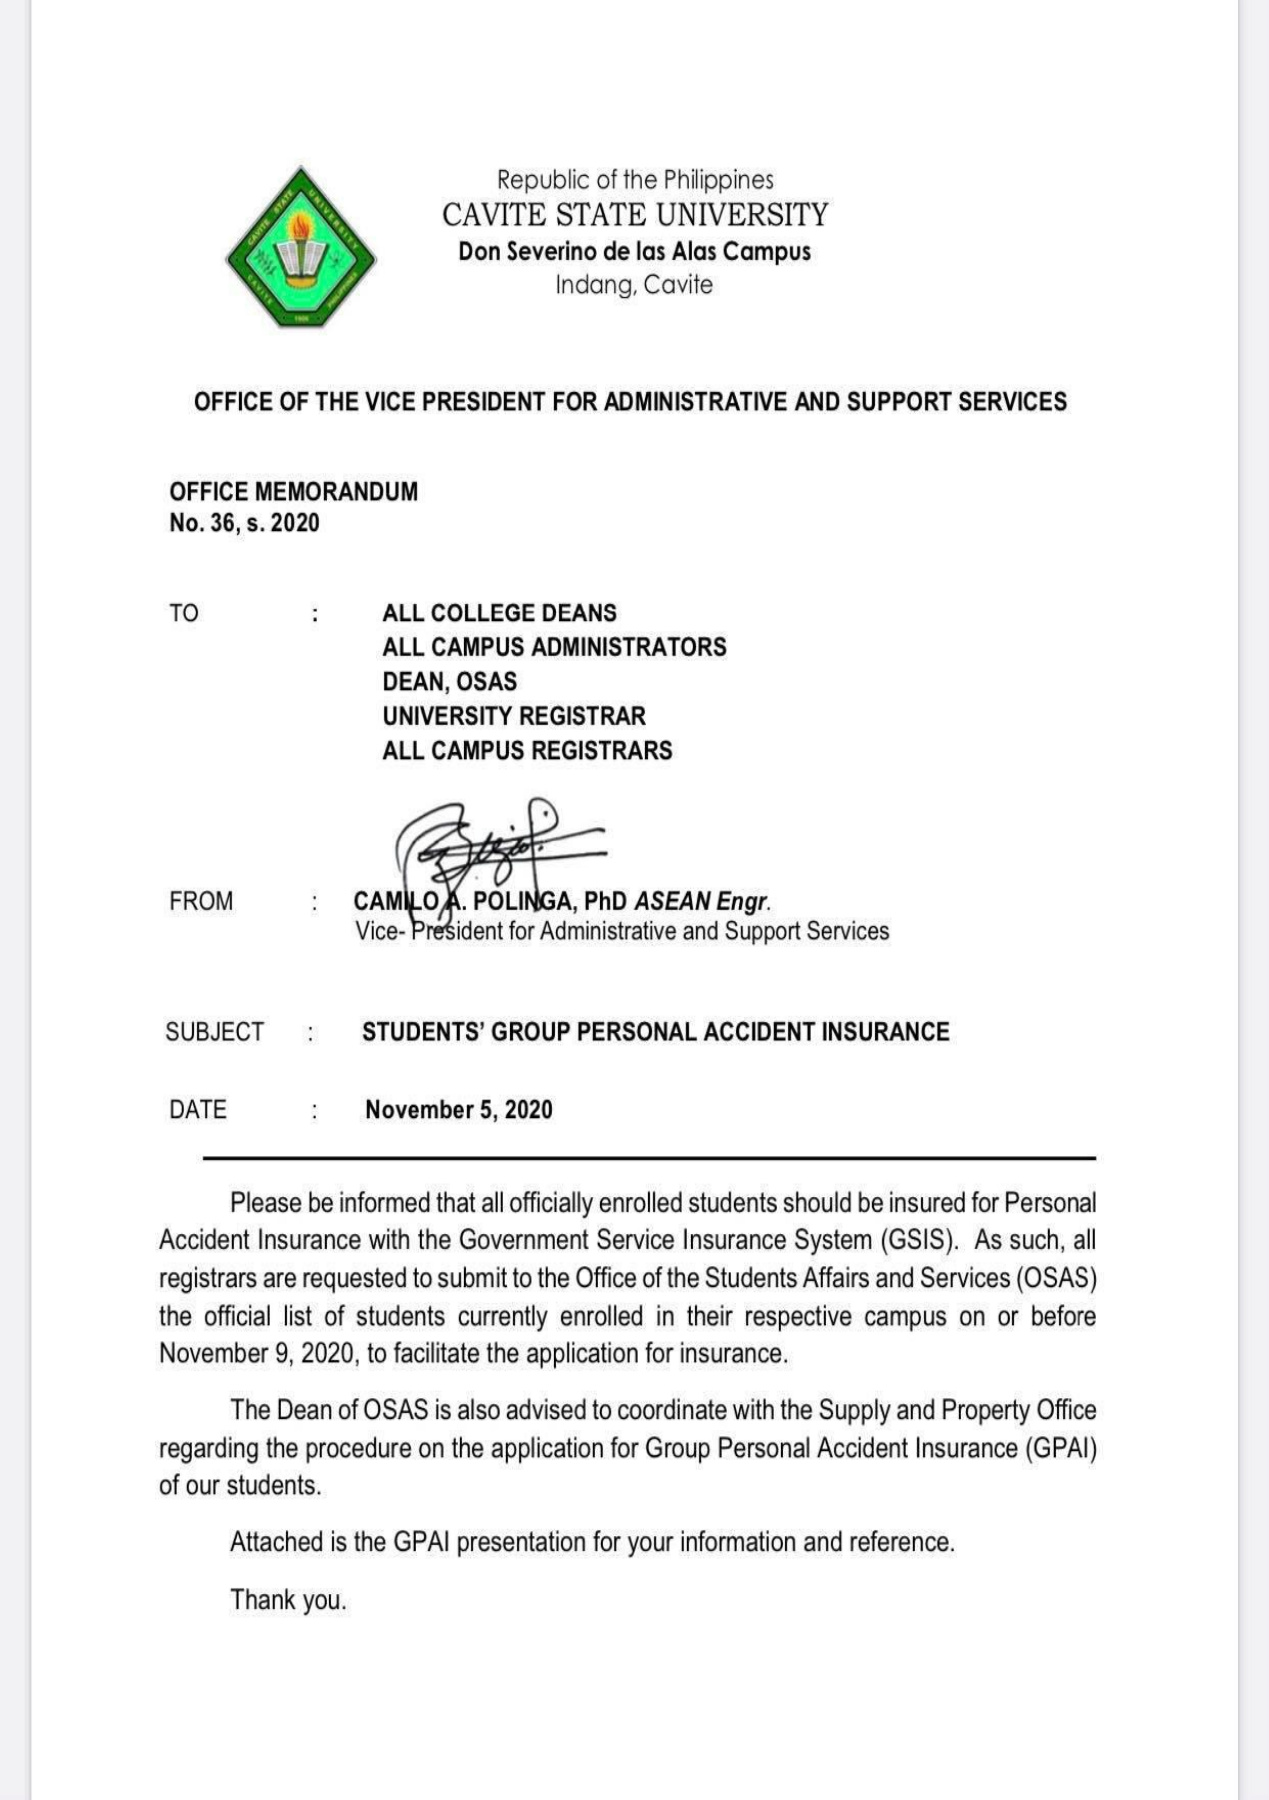 Republic of the Philippines
CAVITE STATE UNIVERSITY
Don Severino de las Alas Campus
Indang, Cavite
CAVITE STATE UNIVERSITY
CAVITE PHILIPPINES
1906
OFFICE OF THE VICE PRESIDENT FOR ADMINISTRATIVE AND SUPPORT SERVICES
OFFICE MEMORANDUM
No. 36, s. 2020
TO : ALL COLLEGE DEANS
ALL CAMPUS ADMINISTRATORS
DEAN, OSAS
UNIVERSITY REGISTRAR
ALL CAMPUS REGISTRARS
FROM : CAMILO A. POLINGA, PhD ASEAN Engr.
Vice- President for Administrative and Support Services
SUBJECT : STUDENTS’ GROUP PERSONAL ACCIDENT INSURANCE
DATE : November 5, 2020
Please be informed that all officially enrolled students should be insured for Personal
Accident Insurance with the Government Service Insurance System (GSIS). As such, all
registrars are requested to submit to the Office of the Students Affairs and Services (OSAS)
the official list of students currently enrolled in their respective campus on or before
November 9, 2020, to facilitate the application for insurance.
The Dean of OSAS is also advised to coordinate with the Supply and Property Office
regarding the procedure on the application for Group Personal Accident Insurance (GPAI)
of our students.
Attached is the GPAI presentation for your information and reference.
Thank you.